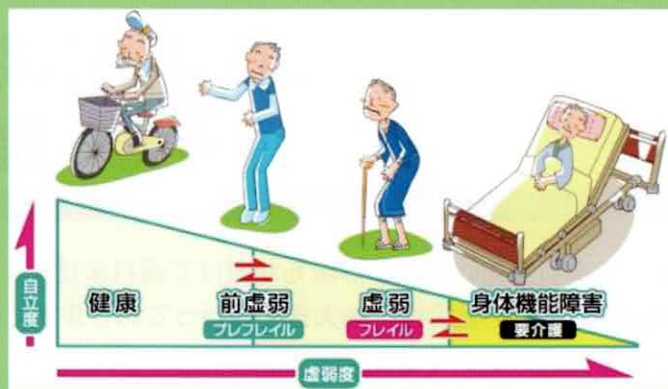 自立度
健康
前虚弱
プレフレイル
虚弱
フレイル
身体機能障害
要介護
虚弱度